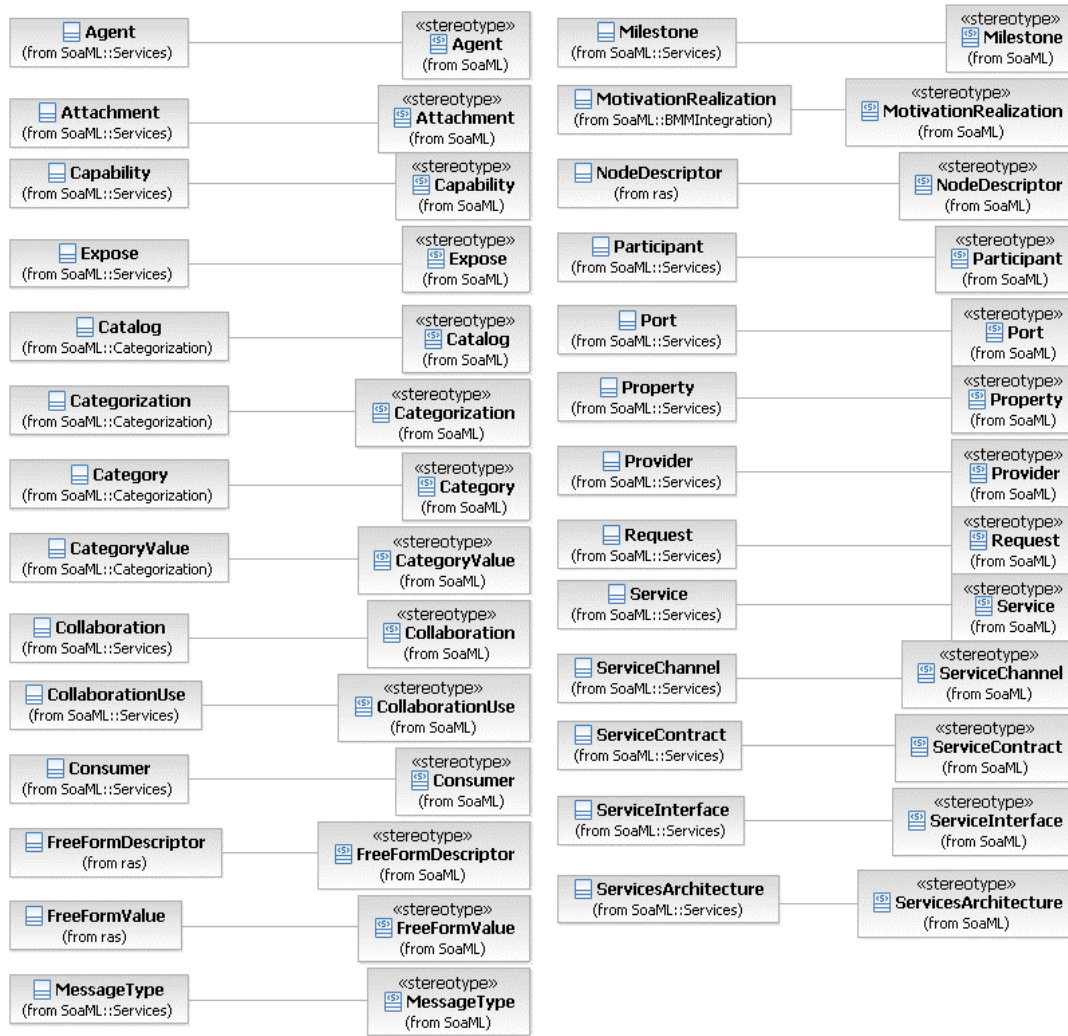 Agent
(from SoaML::Services)
«stereotype»
Agent
(from SoaML)
Attachment
(from SoaML::Services)
«stereotype»
Attachment
(from SoaML)
Capability
(from SoaML::Services)
«stereotype»
Capability
(from SoaML)
Expose
(from SoaML::Services)
«stereotype»
Expose
(from SoaML)
Catalog
(from SoaML::Categorization)
«stereotype»
Catalog
(from SoaML)
Categorization
(from SoaML::Categorization)
«stereotype»
Categorization
(from SoaML)
Category
(from SoaML::Categorization)
«stereotype»
Category
(from SoaML)
CategoryValue
(from SoaML::Categorization)
«stereotype»
CategoryValue
(from SoaML)
Collaboration
(from SoaML::Services)
«stereotype»
Collaboration
(from SoaML)
CollaborationUse
(from SoaML::Services)
«stereotype»
CollaborationUse
(from SoaML)
Consumer
(from SoaML::Services)
«stereotype»
Consumer
(from SoaML)
FreeFormDescriptor
(from ras)
«stereotype»
FreeFormDescriptor
(from SoaML)
FreeFormValue
(from ras)
«stereotype»
FreeFormValue
(from SoaML)
MessageType
(from SoaML::Services)
«stereotype»
MessageType
(from SoaML)
Milestone
(from SoaML::Services)
«stereotype»
Milestone
(from SoaML)
MotivationRealization
(from SoaML::BMMIntegration)
«stereotype»
MotivationRealization
(from SoaML)
NodeDescriptor
(from ras)
«stereotype»
NodeDescriptor
(from SoaML)
Participant
(from SoaML::Services)
«stereotype»
Participant
(from SoaML)
Port
(from SoaML::Services)
«stereotype»
Port
(from SoaML)
Property
(from SoaML::Services)
«stereotype»
Property
(from SoaML)
Provider
(from SoaML::Services)
«stereotype»
Provider
(from SoaML)
Request
(from SoaML::Services)
«stereotype»
Request
(from SoaML)
Service
(from SoaML::Services)
«stereotype»
Service
(from SoaML)
ServiceChannel
(from SoaML::Services)
«stereotype»
ServiceChannel
(from SoaML)
ServiceContract
(from SoaML::Services)
«stereotype»
ServiceContract
(from SoaML)
ServiceInterface
(from SoaML::Services)
«stereotype»
ServiceInterface
(from SoaML)
ServicesArchitecture
(from SoaML::Services)
«stereotype»
ServicesArchitecture
(from SoaML)